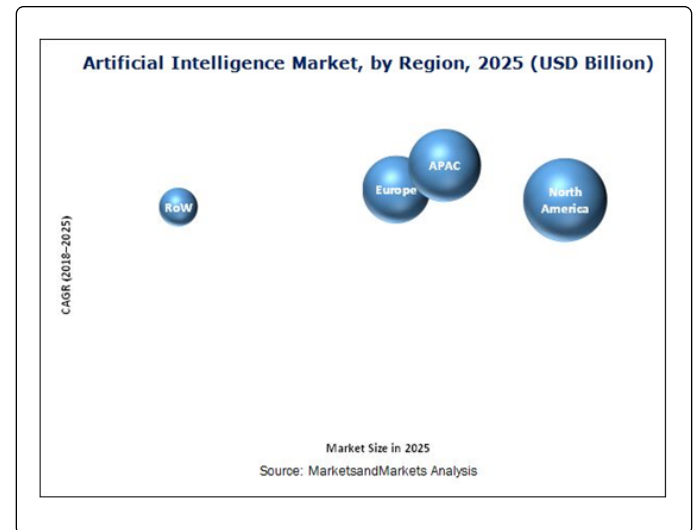 Artificial Intelligence Market, by Region, 2025 (USD Billion)
APAC
Europe
North
America
RoW
CAGR (2018–2025)
Market Size in 2025
Source: MarketsandMarkets Analysis